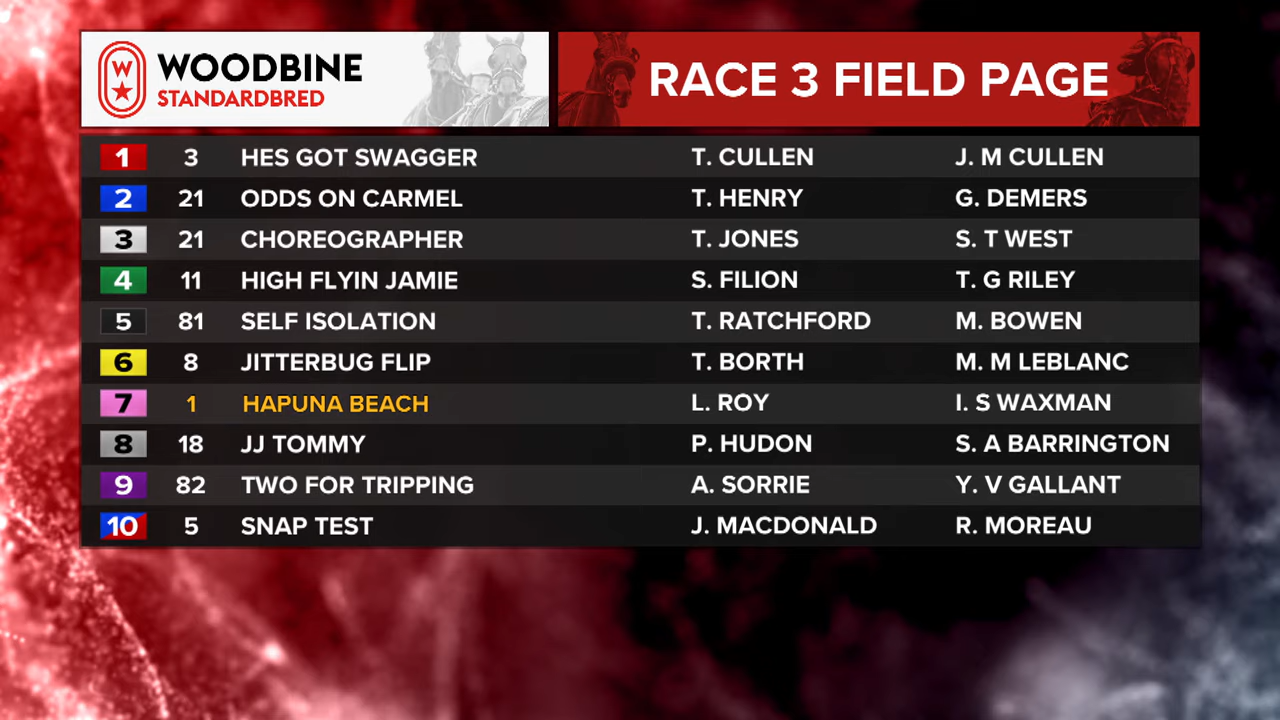 W
WOODBINE
STANDARDBRED
RACE 3 FIELD PAGE
1 3 HES GOT SWAGGER T. CULLEN J. M CULLEN
2 21 ODDS ON CARMEL T. HENRY G. DEMERS
3 21 CHOREOGRAPHER T. JONES S. T WEST
4 11 HIGH FLYIN JAMIE S. FILION T. G RILEY
5 81 SELF ISOLATION T. RATCHFORD M. BOWEN
6 8 JITTERBUG FLIP T. BORTH M. M LEBLANC
7 1 HAPUNA BEACH L. ROY I. S WAXMAN
8 18 JJ TOMMY P. HUDON S. A BARRINGTON
9 82 TWO FOR TRIPPING A. SORRIE Y. V GALLANT
10 5 SNAP TEST J. MACDONALD R. MOREAU